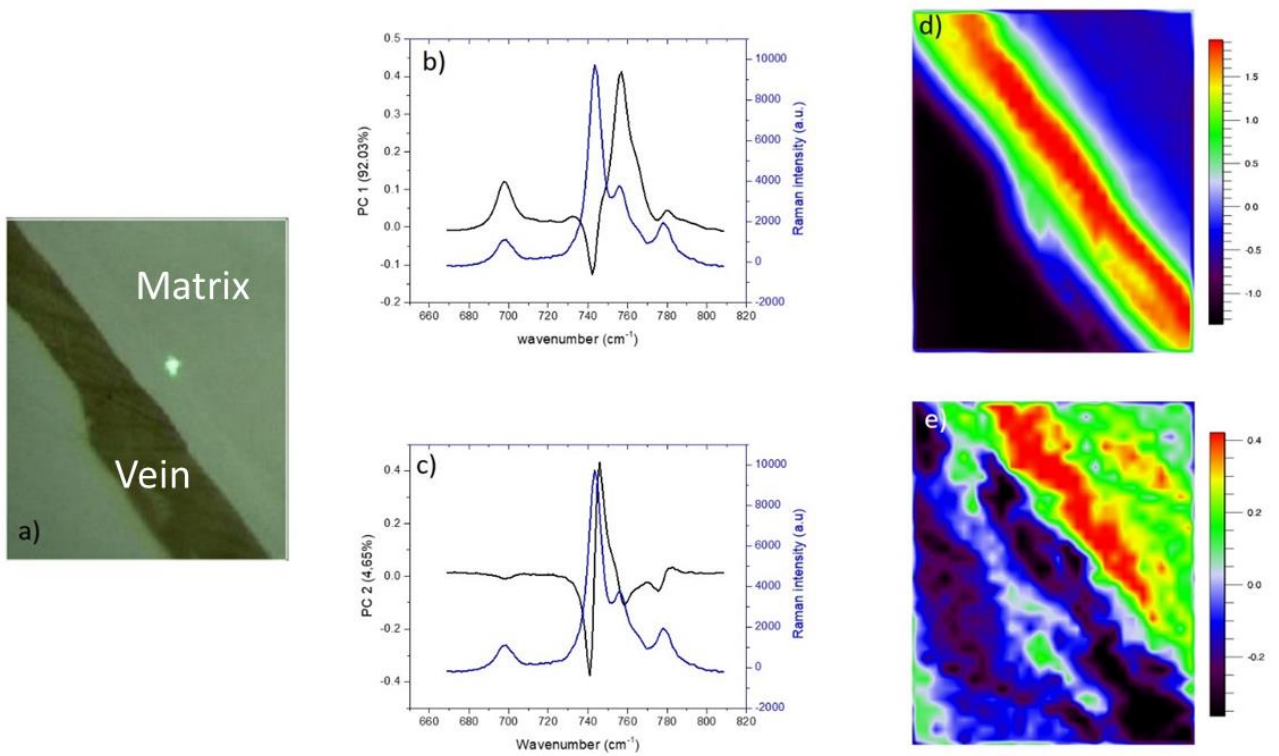 Matrix
Vein
a)
b)
0.5
0.4
0.3
0.2
0.1
0.0
-0.1
-0.2
PC 1 (92.03%)
10000
8000
6000
4000
2000
0
-2000
Raman intensity (a.u.)
660 680 700 720 740 760 780 800 820
wavenumber (cm-1)
c)
0.4
0.2
0.0
-0.2
-0.4
PC 2 (4,65%)
10000
8000
6000
4000
2000
0
-2000
Raman intensity (a.u)
660 680 700 720 740 760 780 800 820
Wavenumber (cm-1)
d)
1.5
1.0
0.5
0.0
-0.5
-1.0
e)
0.4
0.2
0.0
-0.2